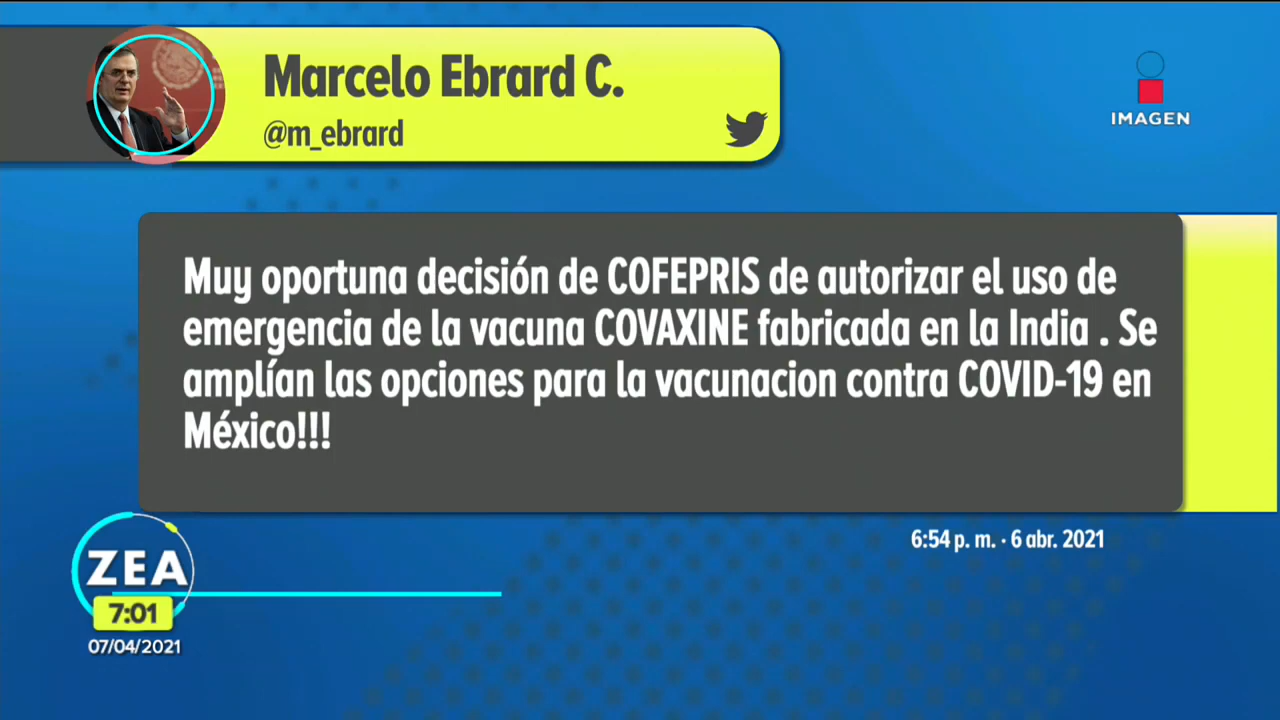 Marcelo Ebrard C.
@m_ebrard
IMAGEN
Muy oportuna decisión de COFEPRIS de autorizar el uso de
emergencia de la vacuna COVAXINE fabricada en la India . Se
amplían las opciones para la vacunacion contra COVID-19 en
México!!!
6:54 p. m. · 6 abr. 2021
ZEA
7:01
07/04/2021